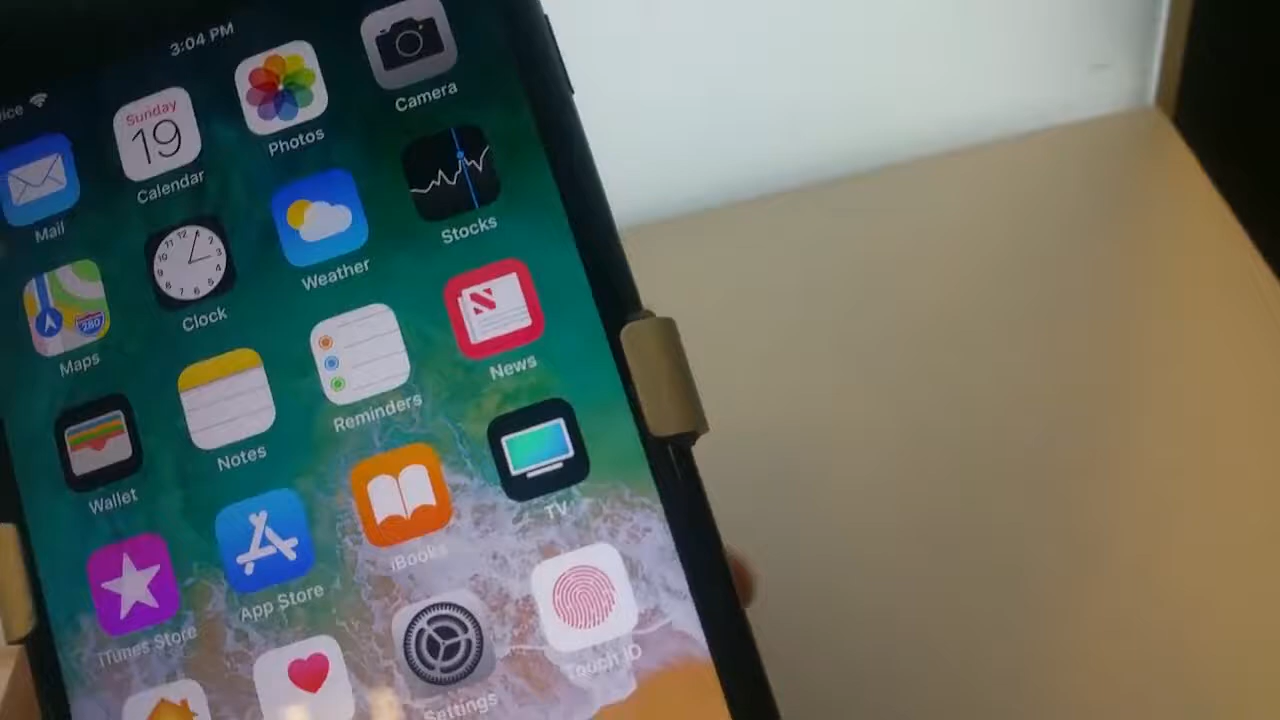 3:04 PM
Mail
Sunday
19
Calendar
Photos
Camera
Maps
280
Clock
Weather
Stocks
Wallet
Notes
Reminders
News
iTunes Store
App Store
iBooks
TV
Settings
Touch ID